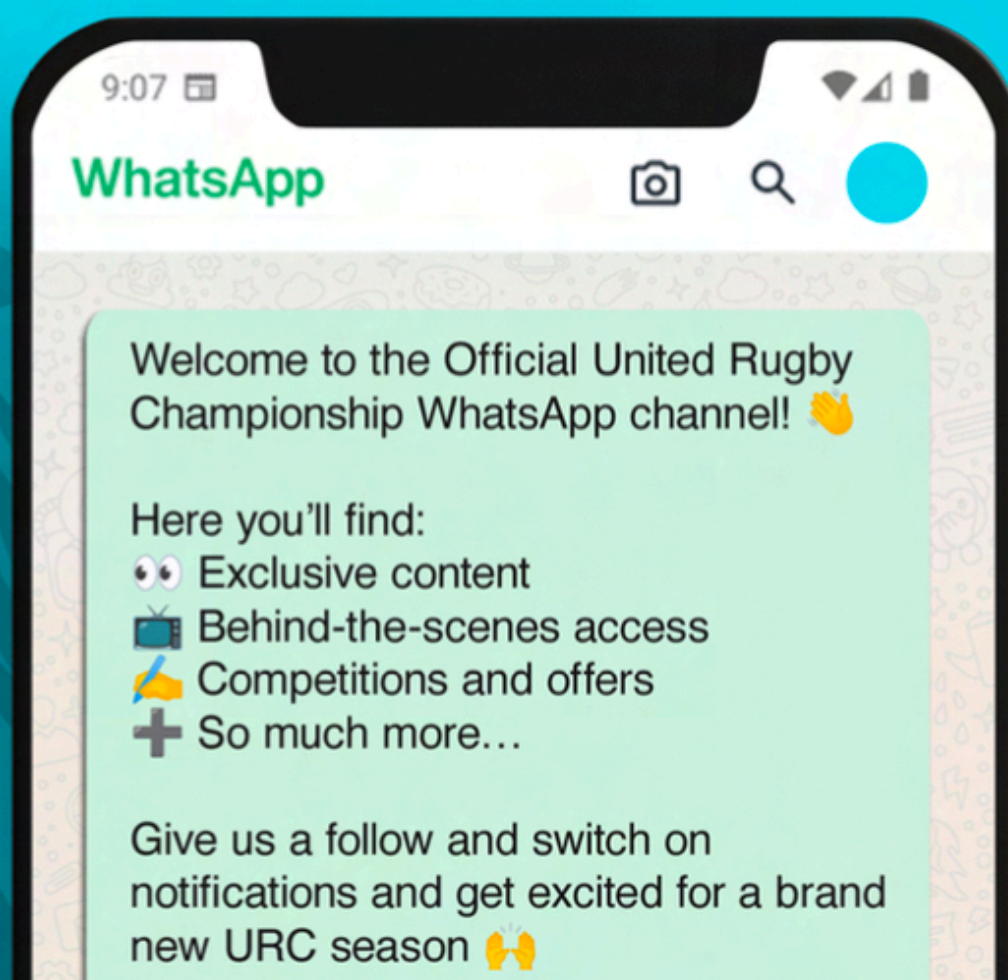 9:07
WhatsApp
Welcome to the Official United Rugby
Championship WhatsApp channel! 👋
Here you'll find:
👀 Exclusive content
📺 Behind-the-scenes access
✍️ Competitions and offers
➕ So much more…
Give us a follow and switch on
notifications and get excited for a brand
new URC season 🙌